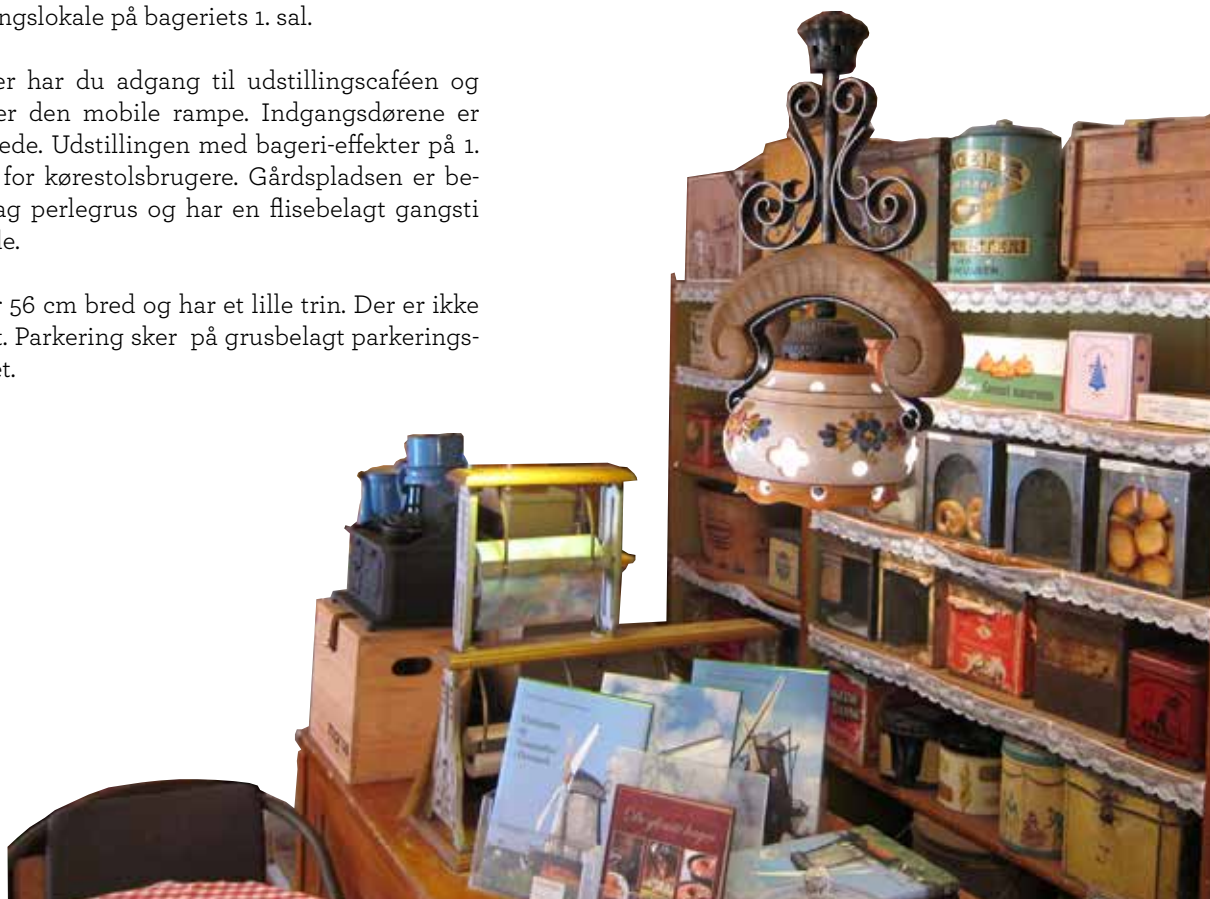 ngslokale på bageriets 1. sal.
er har du adgang til udstillingscaféen og
er den mobile rampe. Indgangsdørene er
ede. Udstillingen med bageri-effekter på 1.
for kørestolsbrugere. Gårdspladsen er be-
ag perlegrus og har en flisebelagt gangsti
le.
56 cm bred og har et lille trin. Der er ikke
t. Parkering sker på grusbelagt parkerings-
et.